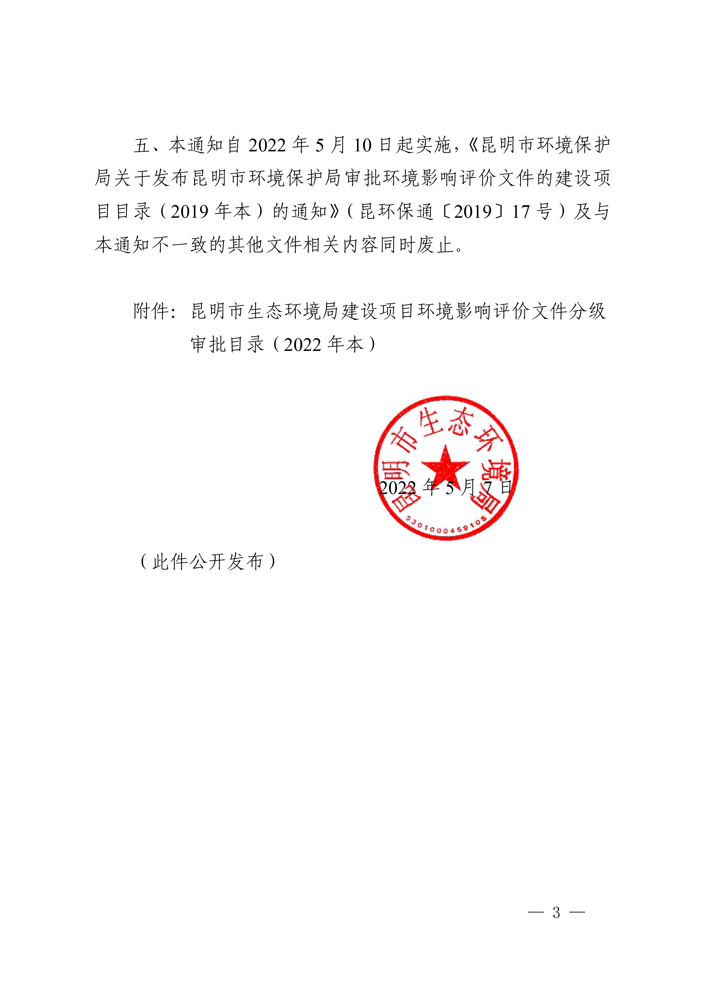 五、本通知自 2022 年 5 月 10 日起实施，《昆明市环境保护
局关于发布昆明市环境保护局审批环境影响评价文件的建设项
目目录（2019 年本）的通知》（昆环保通〔2019〕17 号）及与
本通知不一致的其他文件相关内容同时废止。
附件：昆明市生态环境局建设项目环境影响评价文件分级
审批目录（2022 年本）
昆明市生态环境局
2022 年 5 月 7 日
（此件公开发布）
— 3 —